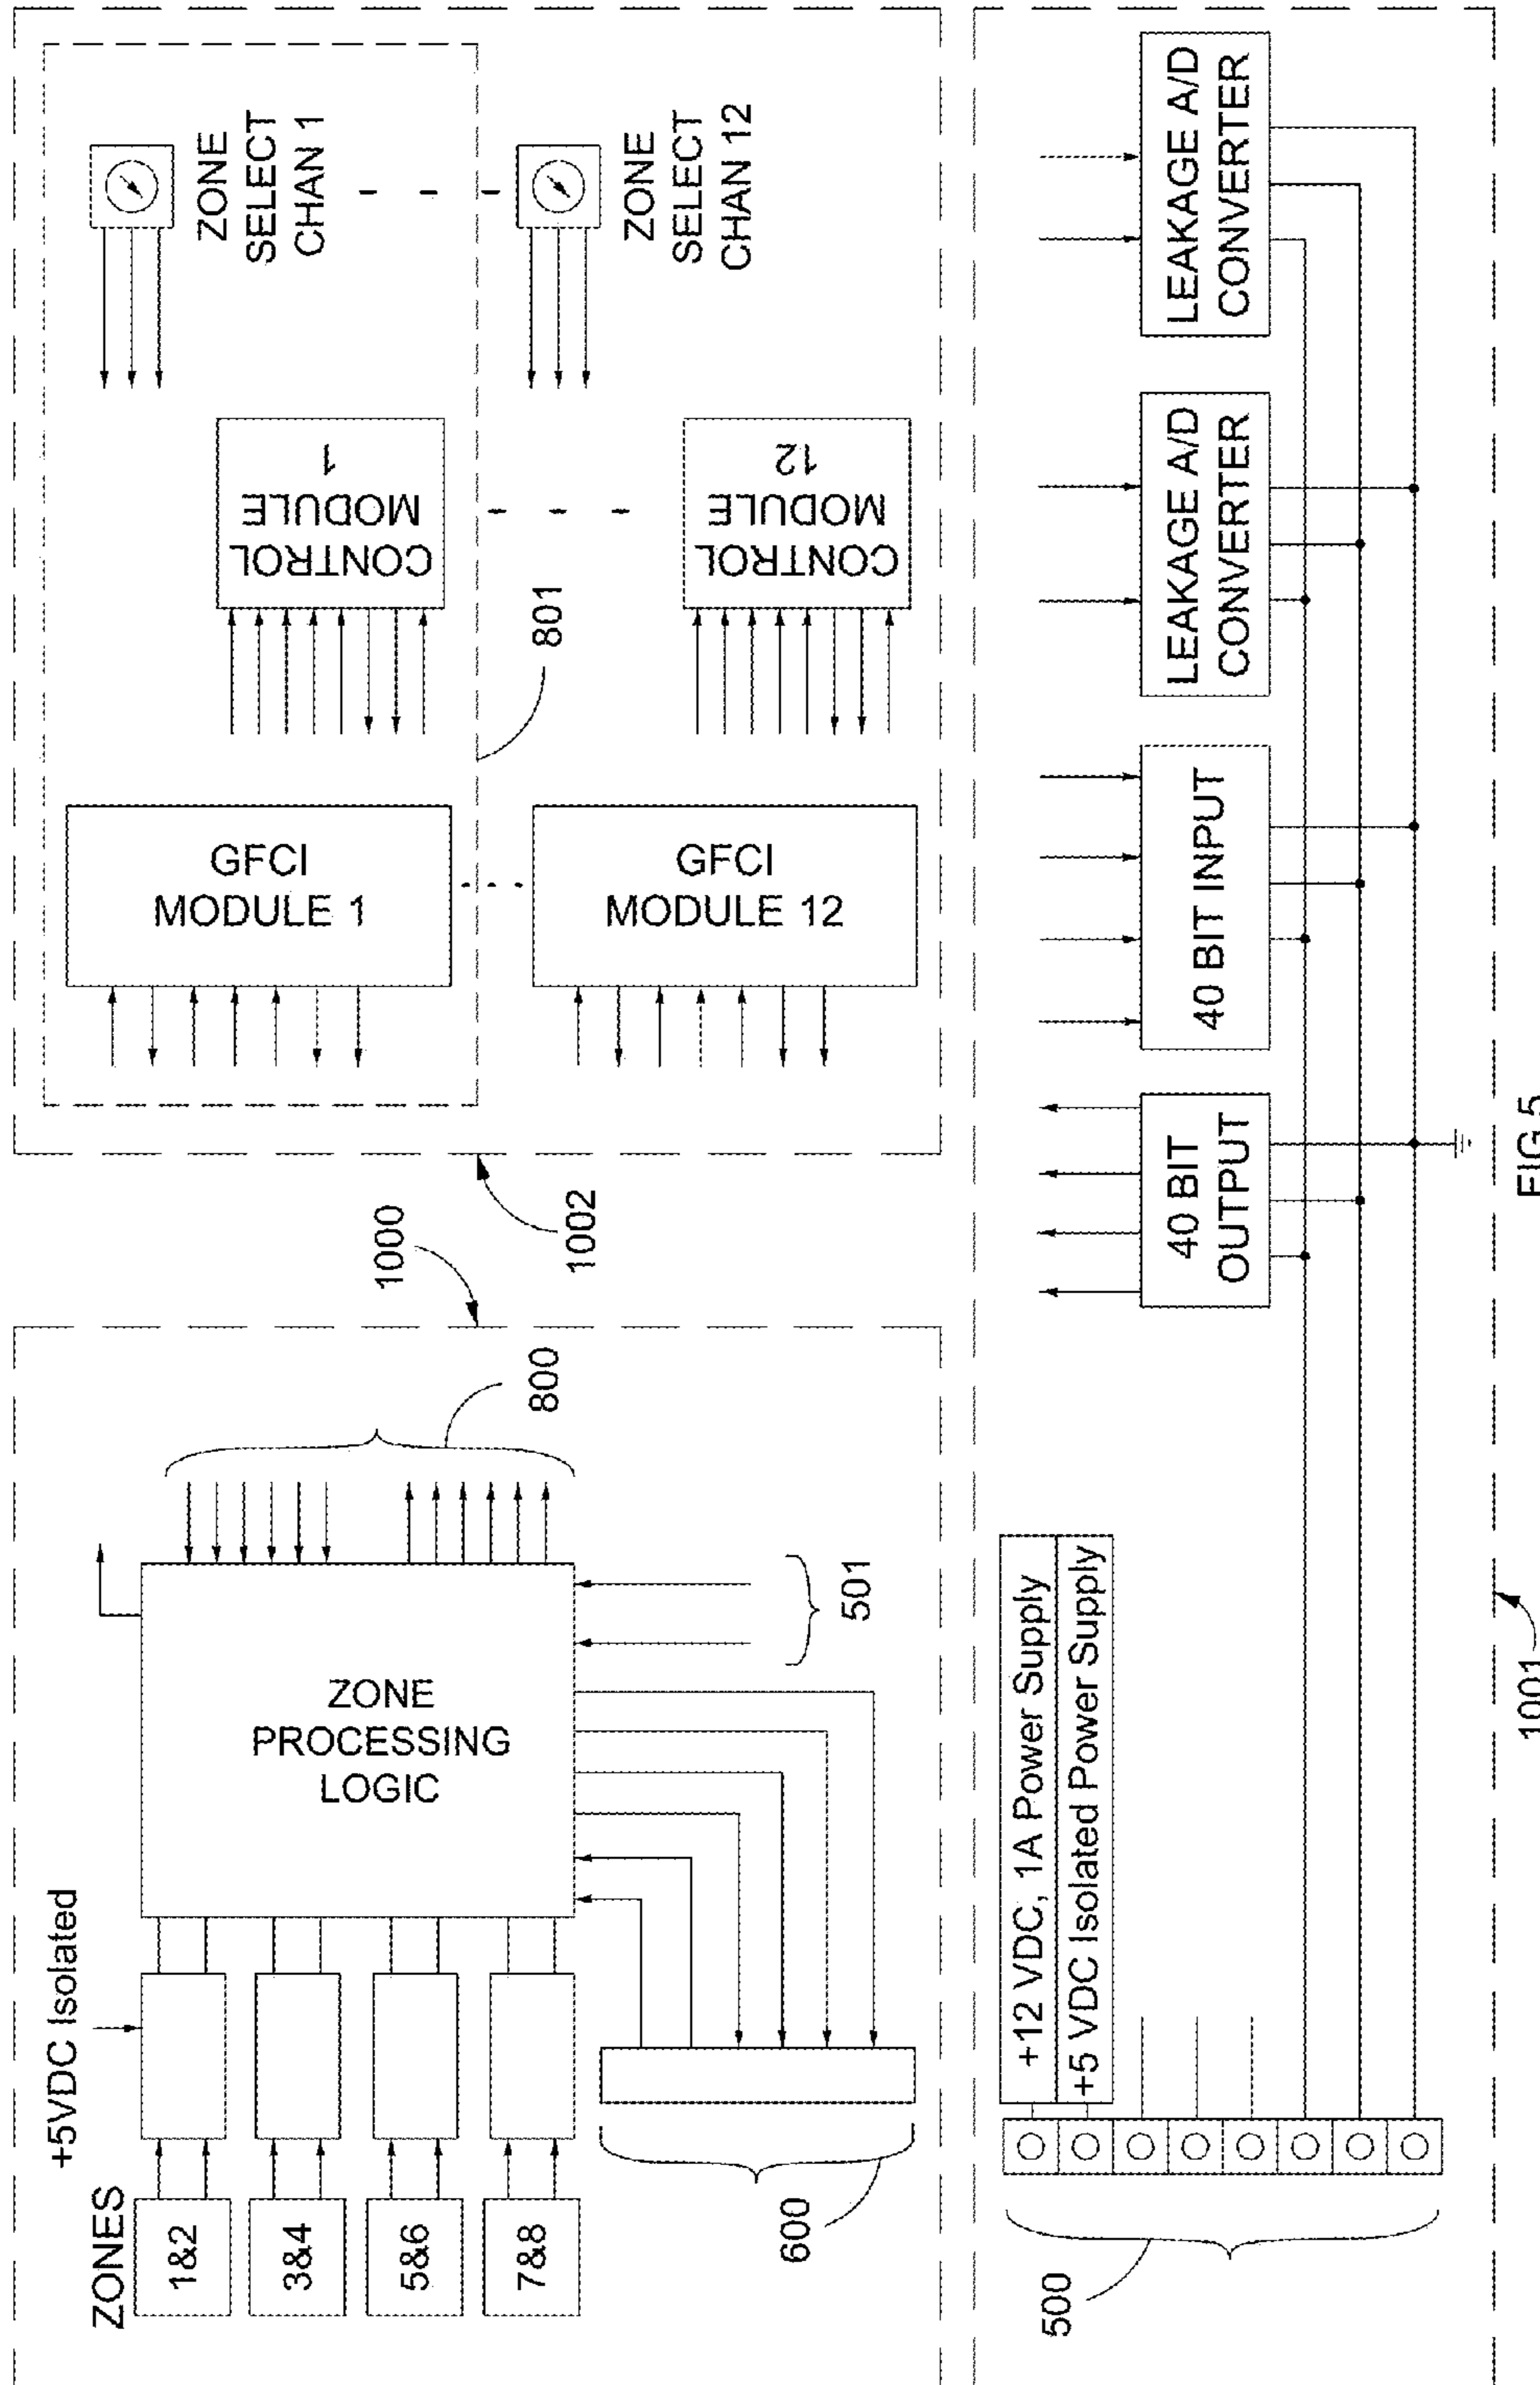 +5VDC Isolated
ZONES
1&2
3&4
5&6
7&8
ZONE
PROCESSING
LOGIC
800
501
600
1000
1002
GFCI
MODULE 1
GFCI
MODULE 12
801
CONTROL
MODULE
1
CONTROL
MODULE
12
ZONE
SELECT
CHAN 1
ZONE
SELECT
CHAN 12
500
+12 VDC, 1A Power Supply
+5 VDC Isolated Power Supply
40 BIT
OUTPUT
40 BIT INPUT
LEAKAGE A/D
CONVERTER
LEAKAGE A/D
CONVERTER
1001
FIG.5